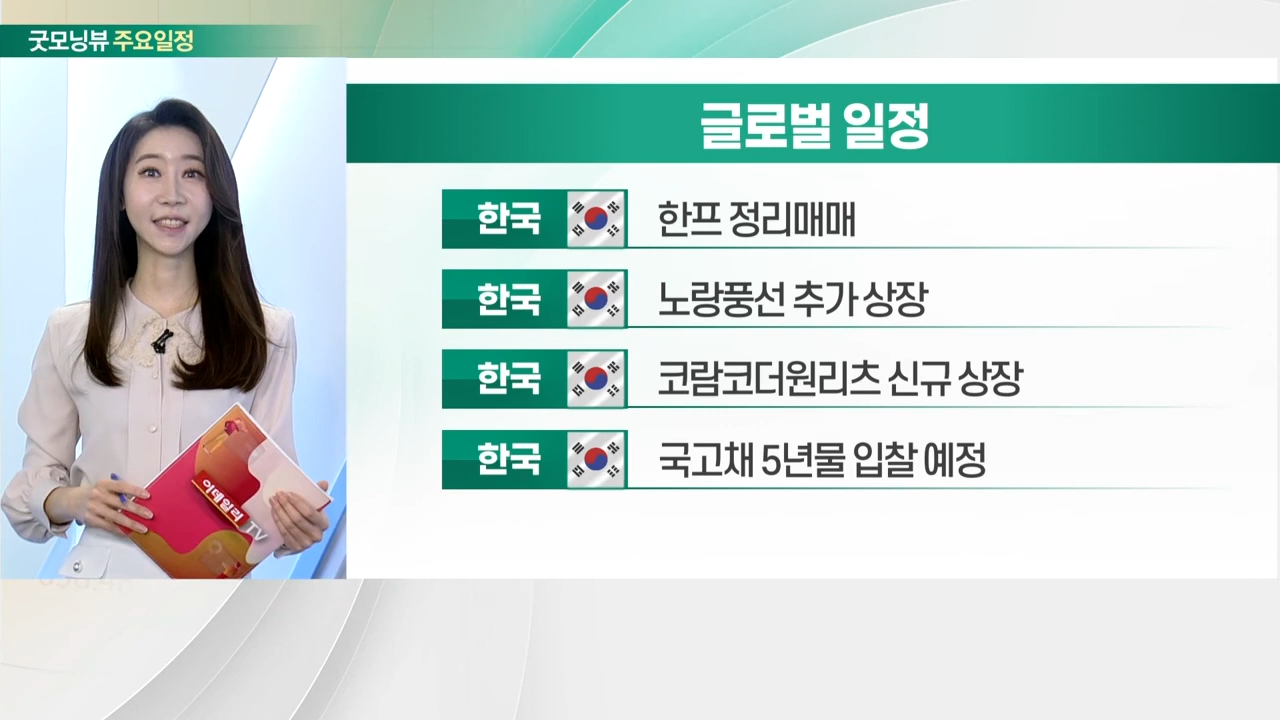 굿모닝뷰 주요일정
글로벌 일정
한국 한프 정리매매
한국 노랑풍선 추가 상장
한국 코람코더원리츠 신규 상장
한국 국고채 5년물 입찰 예정
이데일리 TV